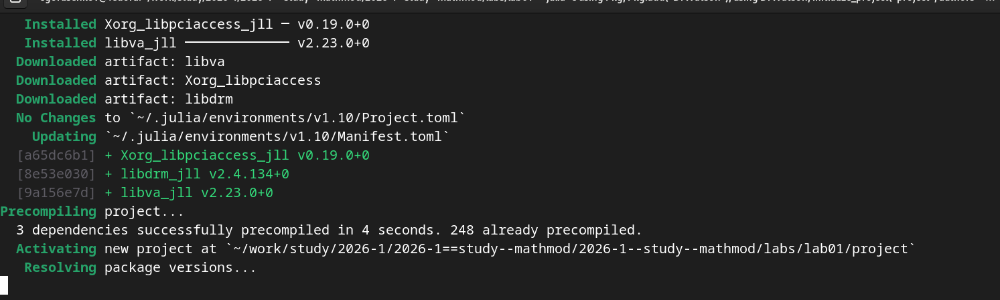 Installed Xorg_libpciaccess_jll ─ v0.19.0+0
Installed libva_jll ───────────── v2.23.0+0
Downloaded artifact: libva
Downloaded artifact: Xorg_libpciaccess
Downloaded artifact: libdrm
No Changes to `~/.julia/environments/v1.10/Project.toml`
Updating `~/.julia/environments/v1.10/Manifest.toml`
[a65dc6b1] + Xorg_libpciaccess_jll v0.19.0+0
[8e53e030] + libdrm_jll v2.4.134+0
[9a156e7d] + libva_jll v2.23.0+0
Precompiling project...
3 dependencies successfully precompiled in 4 seconds. 248 already precompiled.
Activating new project at `~/work/study/2026-1/2026-1==study--mathmod/2026-1--study--mathmod/labs/lab01/project`
Resolving package versions...